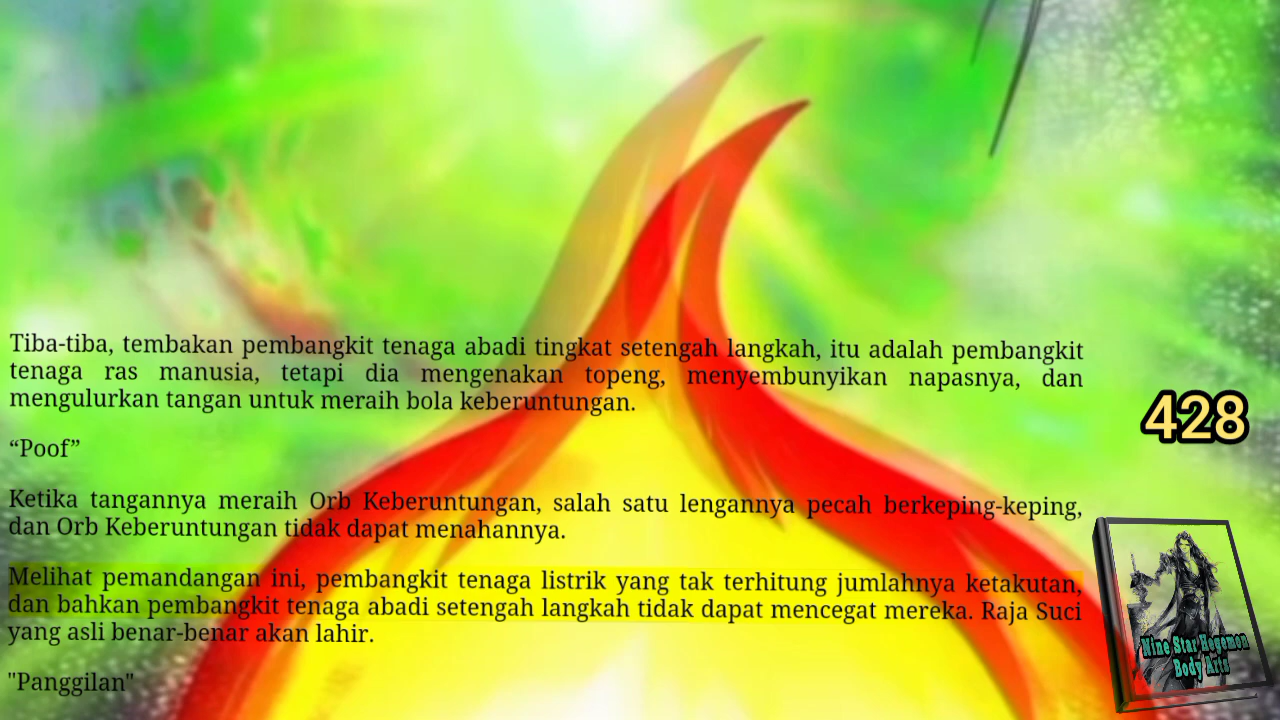 Tiba-tiba, tembakan pembangkit tenaga abadi tingkat setengah langkah, itu adalah pembangkit
tenaga ras manusia, tetapi dia mengenakan topeng, menyembunyikan napasnya, dan
mengulurkan tangan untuk meraih bola keberuntungan.
“Poof”
Ketika tangannya meraih Orb Keberuntungan, salah satu lengannya pecah berkeping-keping,
dan Orb Keberuntungan tidak dapat menahannya.
Melihat pemandangan ini, pembangkit tenaga listrik yang tak terhitung jumlahnya ketakutan,
dan bahkan pembangkit tenaga abadi setengah langkah tidak dapat mencegat mereka. Raja Suci
yang asli benar-benar akan lahir.
"Panggilan"
428
Nine Star Hegemon
Body Arts